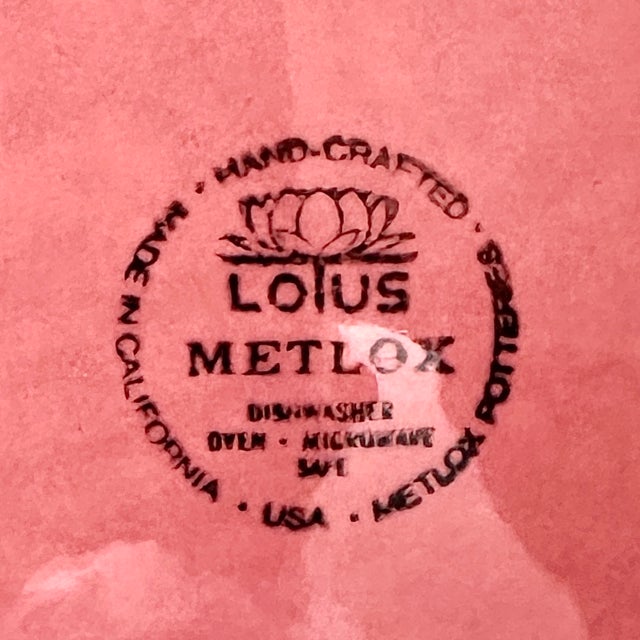 · HAND-CRAFTED · METLOX POTTERIES · USA · MADE IN CALIFORNIA
LOTUS
METLOX
DISHWASHER
OVEN · MICROWAVE
SAFE